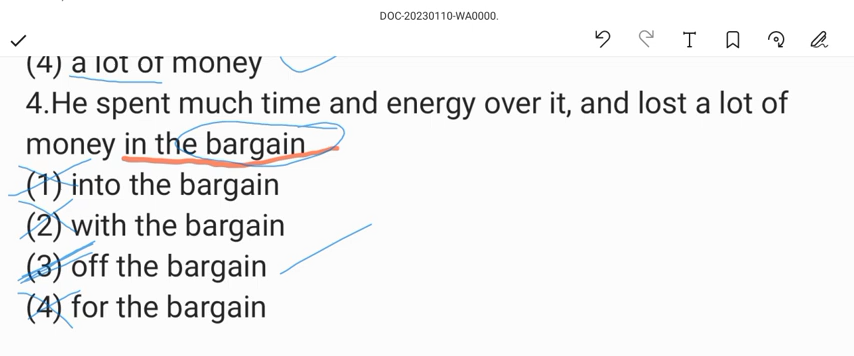 DOC-20230110-WA0000.
(4) a lot of money
4.He spent much time and energy over it, and lost a lot of
money in the bargain
(1) into the bargain
(2) with the bargain
(3) off the bargain
(4) for the bargain